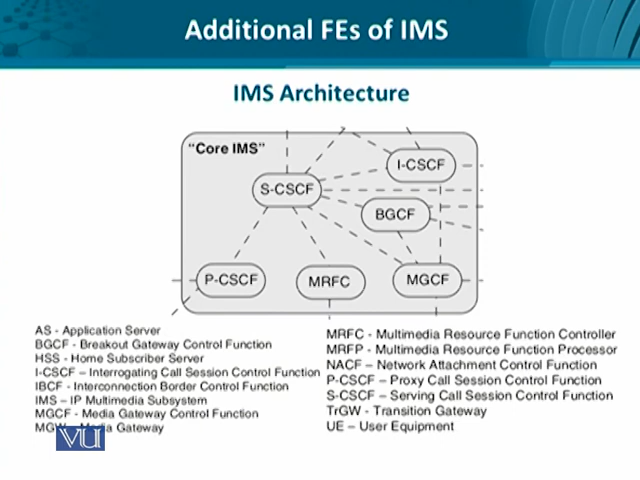 Additional FEs of IMS
IMS Architecture
"Core IMS"
I-CSCF
S-CSCF
BGCF
P-CSCF
MRFC
MGCF
AS - Application Server
BGCF - Breakout Gateway Control Function
HSS - Home Subscriber Server
I-CSCF – Interrogating Call Session Control Function
IBCF - Interconnection Border Control Function
IMS – IP Multimedia Subsystem
MGCF - Media Gateway Control Function
MGW - Media Gateway
MRFC - Multimedia Resource Function Controller
MRFP - Multimedia Resource Function Processor
NACF – Network Attachment Control Function
P-CSCF – Proxy Call Session Control Function
S-CSCF – Serving Call Session Control Function
TrGW - Transition Gateway
UE – User Equipment
VU